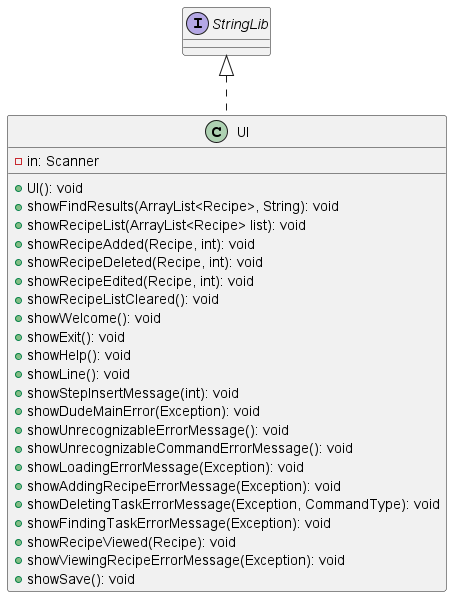 I StringLib
C UI
in: Scanner
UI(): void
showFindResults(ArrayList<Recipe>, String): void
showRecipeList(ArrayList<Recipe> list): void
showRecipeAdded(Recipe, int): void
showRecipeDeleted(Recipe, int): void
showRecipeEdited(Recipe, int): void
showRecipeListCleared(): void
showWelcome(): void
showExit(): void
showHelp(): void
showLine(): void
showStepInsertMessage(int): void
showDudeMainError(Exception): void
showUnrecognizableErrorMessage(): void
showUnrecognizableCommandErrorMessage(): void
showLoadingErrorMessage(Exception): void
showAddingRecipeErrorMessage(Exception): void
showDeletingTaskErrorMessage(Exception, CommandType): void
showFindingTaskErrorMessage(Exception): void
showRecipeViewed(Recipe): void
showViewingRecipeErrorMessage(Exception): void
showSave(): void